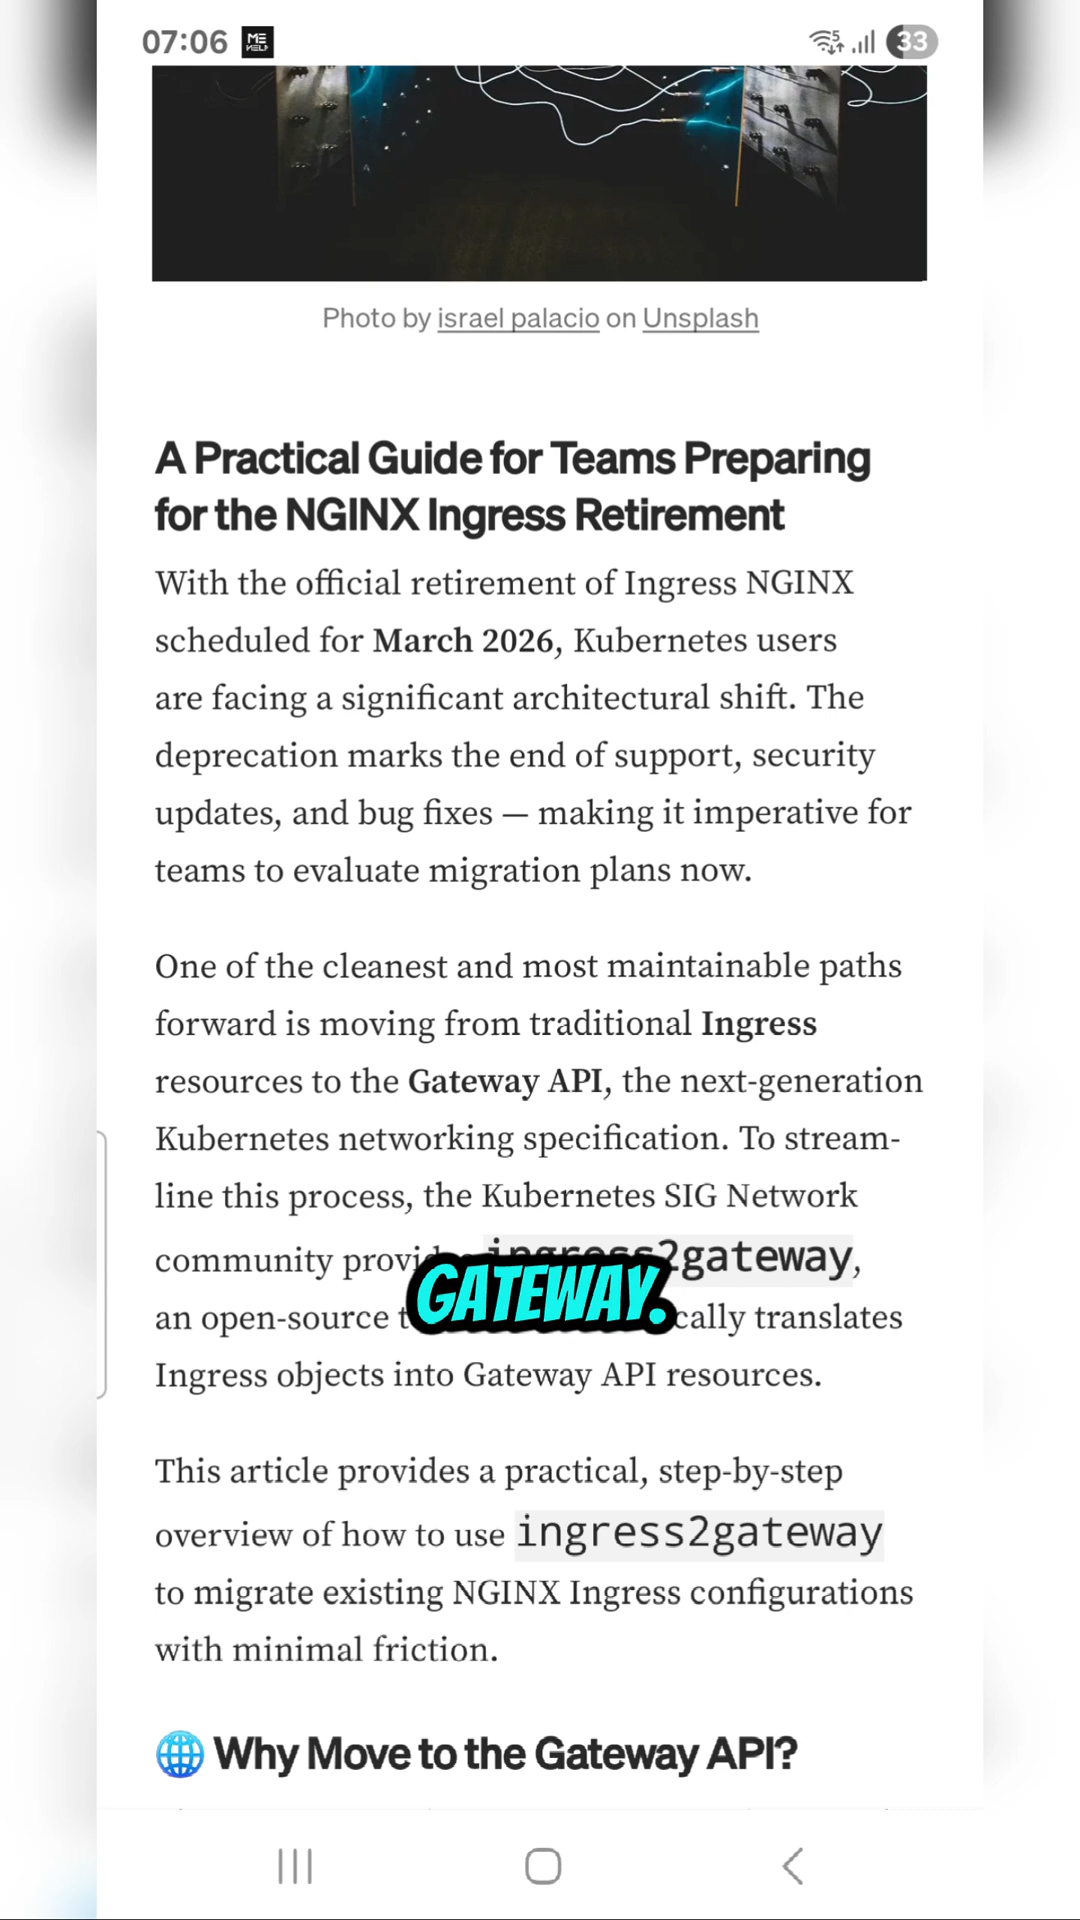 07:06
33
Photo by israel palacio on Unsplash
A Practical Guide for Teams Preparing
for the NGINX Ingress Retirement
With the official retirement of Ingress NGINX
scheduled for March 2026, Kubernetes users
are facing a significant architectural shift. The
deprecation marks the end of support, security
updates, and bug fixes — making it imperative for
teams to evaluate migration plans now.
One of the cleanest and most maintainable paths
forward is moving from traditional Ingress
resources to the Gateway API, the next-generation
Kubernetes networking specification. To stream-
line this process, the Kubernetes SIG Network
community ingress2gateway,
GATEWAY.
an open-source translates
Ingress objects into Gateway API resources.
This article provides a practical, step-by-step
overview of how to use ingress2gateway
to migrate existing NGINX Ingress configurations
with minimal friction.
Why Move to the Gateway API?